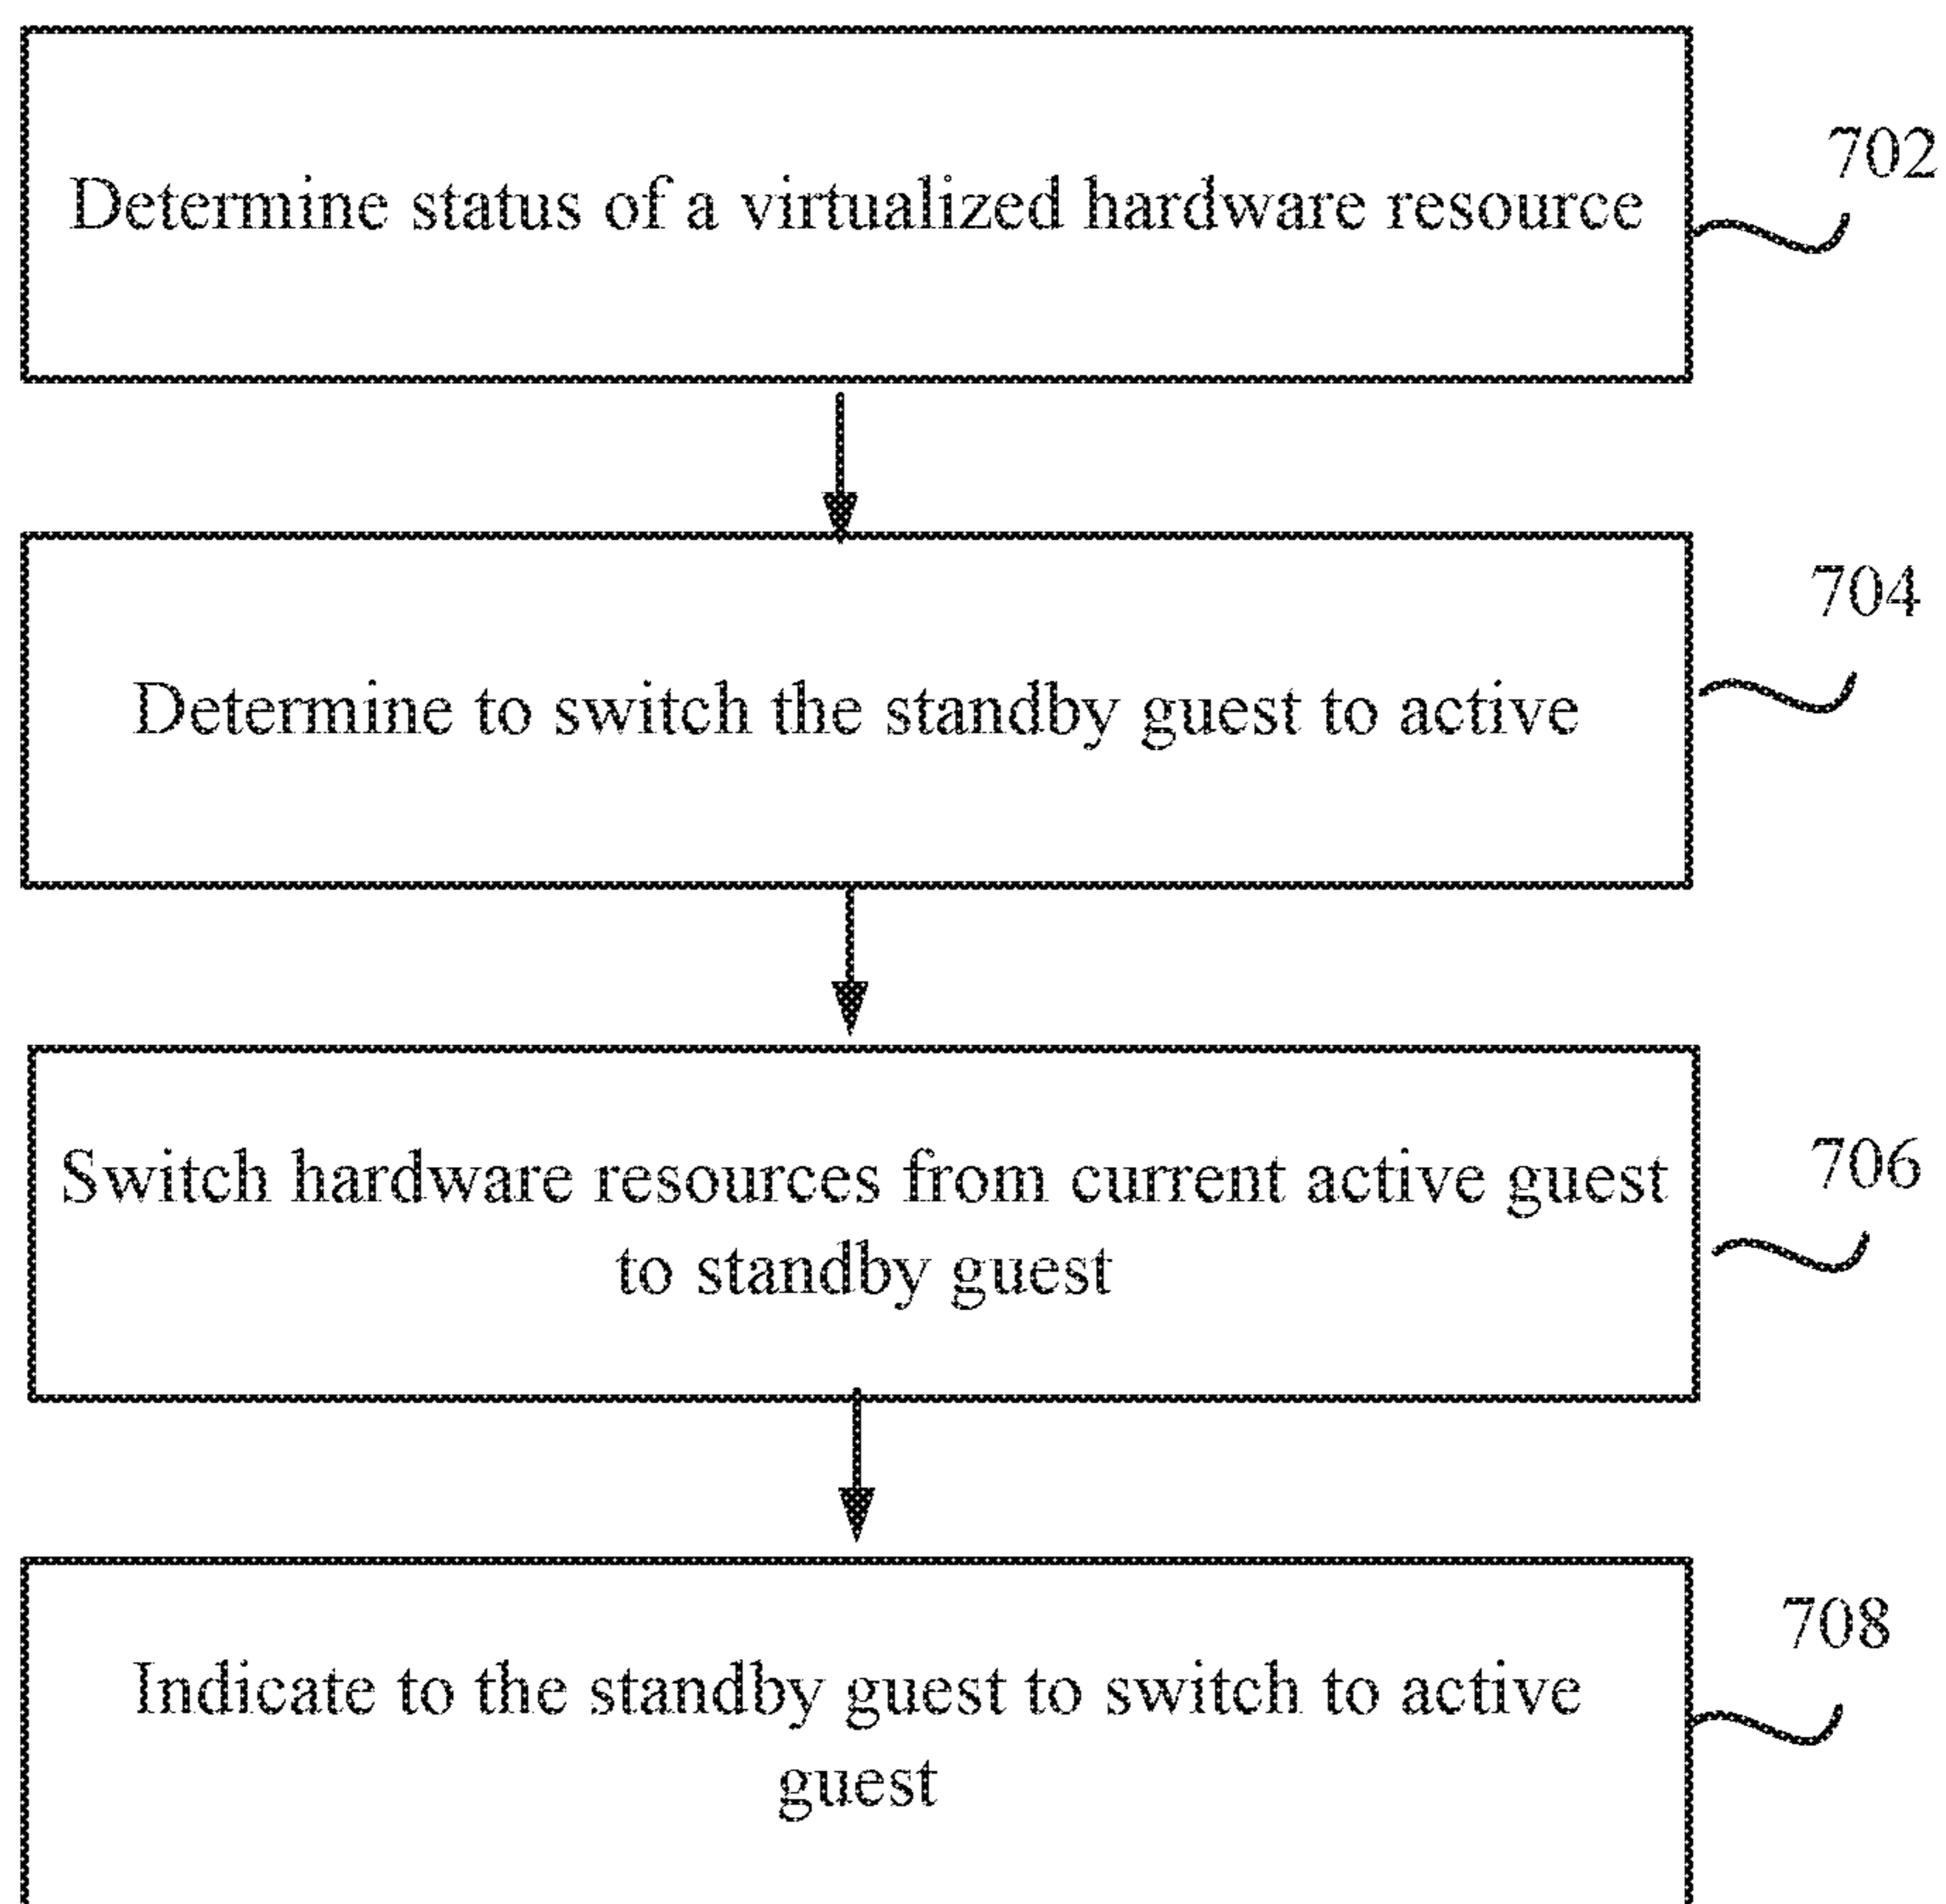 Determine status of a virtualized hardware resource
702
Determine to switch the standby guest to active
704
Switch hardware resources from current active guest
to standby guest
706
Indicate to the standby guest to switch to active
guest
708